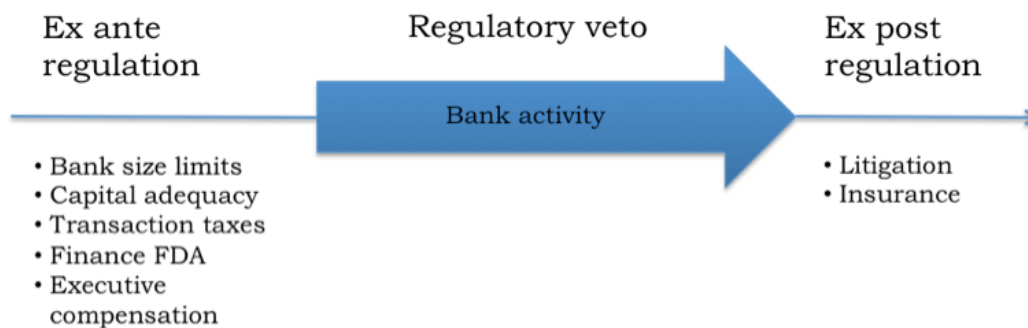 Ex ante
regulation
Regulatory veto
Ex post
regulation
Bank activity
• Bank size limits
• Capital adequacy
• Transaction taxes
• Finance FDA
• Executive
compensation
• Litigation
• Insurance